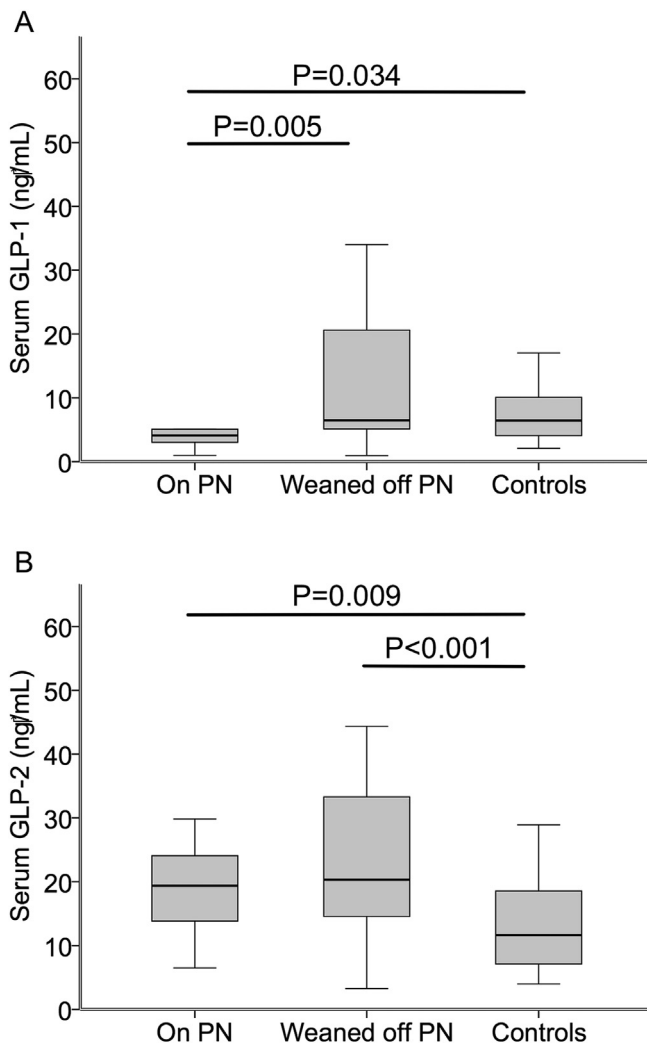 A
Serum GLP-1 (ng/mL)
60
50
40
30
20
10
0
P=0.034
P=0.005
On PN
Weaned off PN
Controls
B
Serum GLP-2 (ng/mL)
60
50
40
30
20
10
0
P=0.009
P<0.001
On PN
Weaned off PN
Controls